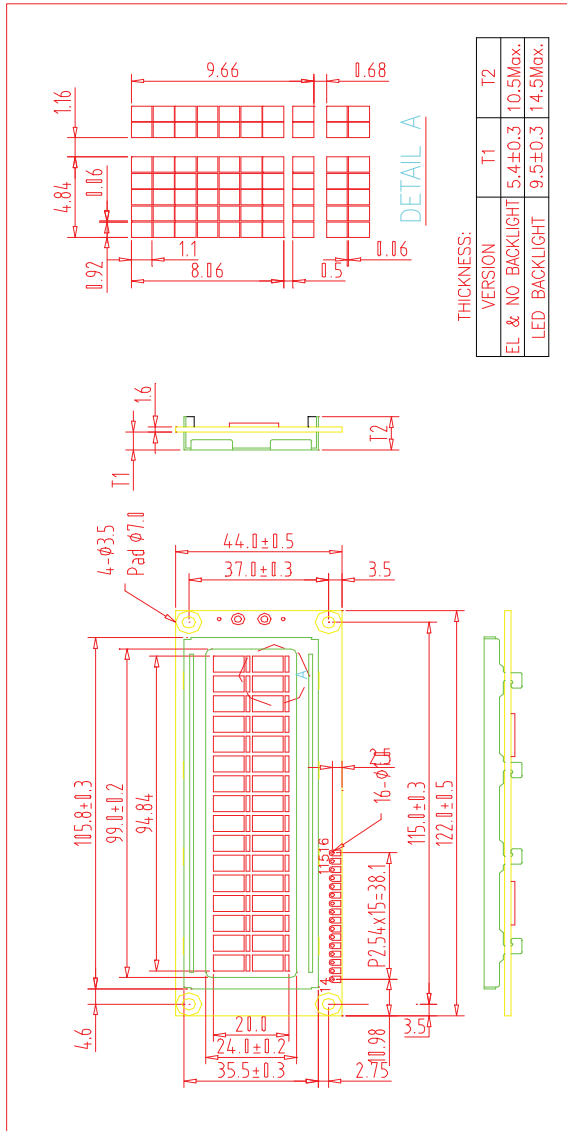 4.84
1.16
0.06
0.92
9.66
0.68
1.1
8.06
0.5
0.06
DETAIL A
THICKNESS:
VERSION T1 T2
EL & NO BACKLIGHT 5.4±0.3 10.5Max.
LED BACKLIGHT 9.5±0.3 14.5Max.
T1
1.6
T2
4-φ3.5
Pad φ7.0
44.0±0.5
37.0±0.3
3.5
4.6
105.8±0.3
99.0±0.2
94.84
A
20.0
24.0±0.2
35.5±0.3
2.75
14
11516
P2.54x15=38.1
10.98
3.5
115.0±0.3
122.0±0.5